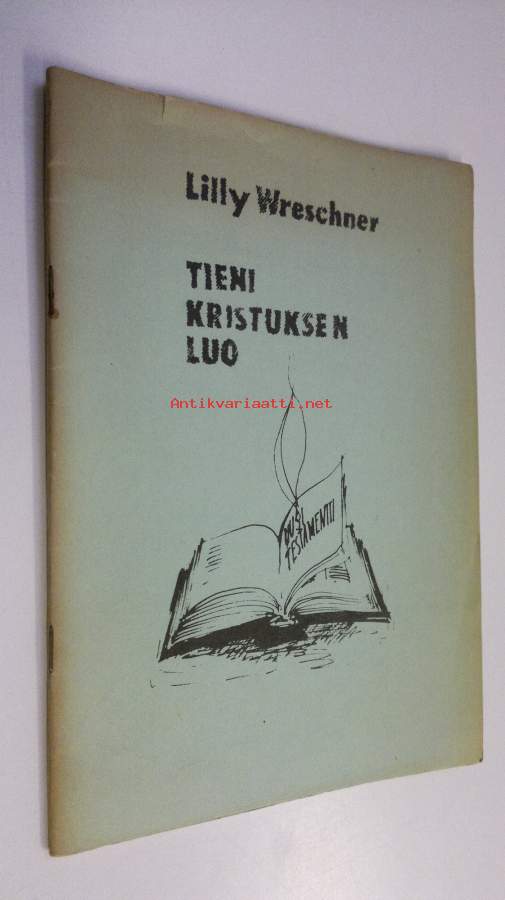 Lilly Wreschner
TIENI
KRISTUKSEN
LUO
Antikvariaatti.net
UUSI
TESTAMENTTI